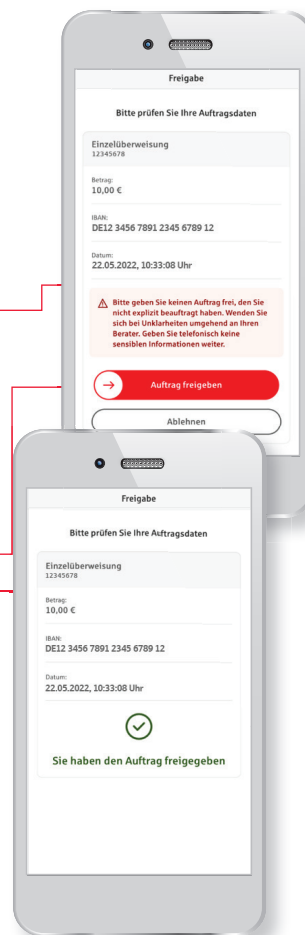 Freigabe
Bitte prüfen Sie Ihre Auftragsdaten
Einzelüberweisung
12345678
Betrag:
10,00 €
IBAN:
DE12 3456 7891 2345 6789 12
Datum:
22.05.2022, 10:33:08 Uhr
Bitte geben Sie keinen Auftrag frei, den Sie
nicht explizit beauftragt haben. Wenden Sie
sich bei Unklarheiten umgehend an Ihren
Berater. Geben Sie telefonisch keine
sensiblen Informationen weiter.
Auftrag freigeben
Ablehnen
Freigabe
Bitte prüfen Sie Ihre Auftragsdaten
Einzelüberweisung
12345678
Betrag:
10,00 €
IBAN:
DE12 3456 7891 2345 6789 12
Datum:
22.05.2022, 10:33:08 Uhr
Sie haben den Auftrag freigegeben